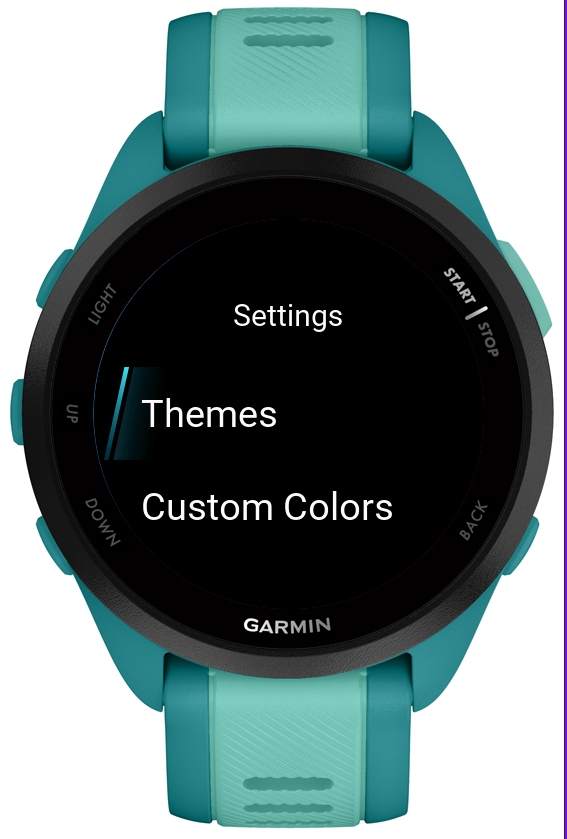 START
STOP
LIGHT
Settings
UP
Themes
Custom Colors
DOWN
BACK
GARMIN